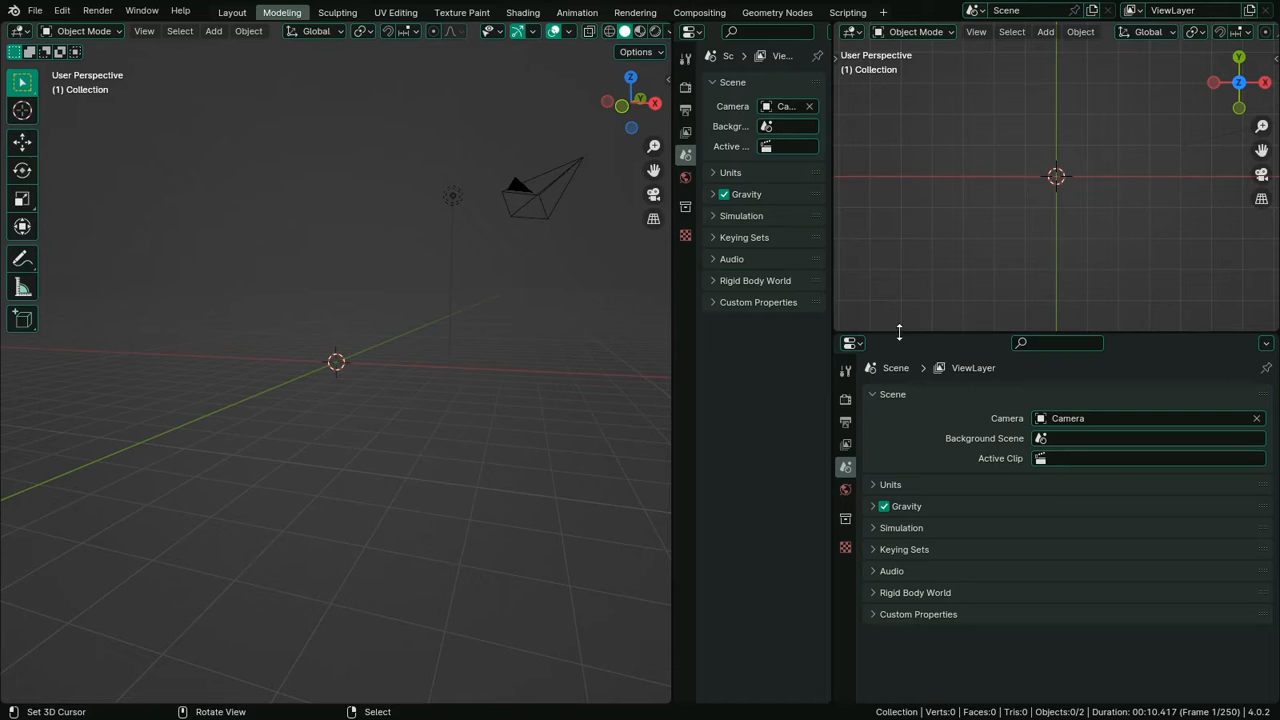 File Edit Render Window Help Layout Modeling Sculpting UV Editing Texture Paint Shading Animation Rendering Compositing Geometry Nodes Scripting + Scene ViewLayer
Object Mode View Select Add Object Global
Options
User Perspective
(1) Collection
Z
Y
X
Sc > Vie...
Scene
Camera Ca...
Backgr...
Active ...
Units
Gravity
Simulation
Keying Sets
Audio
Rigid Body World
Custom Properties
Object Mode View Select Add Object Global
User Perspective
(1) Collection
Y
Z
X
Scene > ViewLayer
Scene
Camera Camera
Background Scene
Active Clip
Units
Gravity
Simulation
Keying Sets
Audio
Rigid Body World
Custom Properties
Set 3D Cursor Rotate View Select Collection | Verts:0 | Faces:0 | Tris:0 | Objects:0/2 | Duration: 00:10.417 (Frame 1/250) | 4.0.2